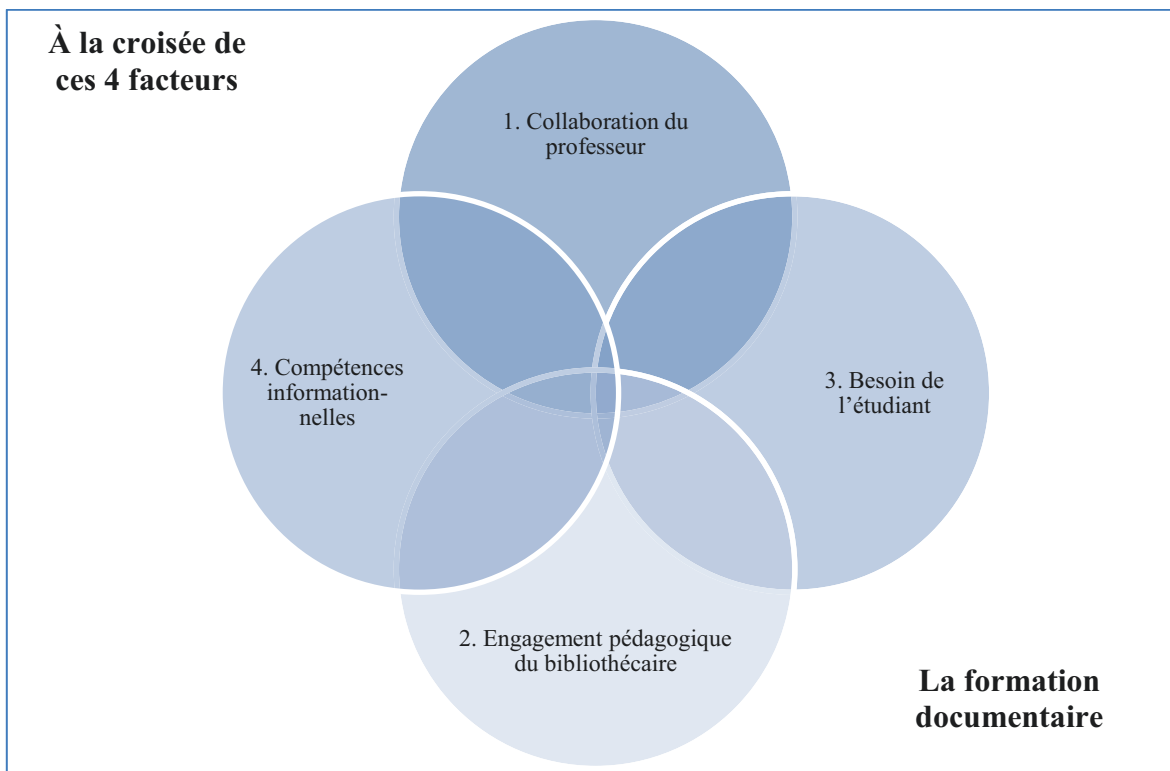 À la croisée de
ces 4 facteurs
1. Collaboration du
professeur
4. Compétences
information-
nelles
3. Besoin de
l’étudiant
2. Engagement pédagogique
du bibliothécaire
La formation
documentaire